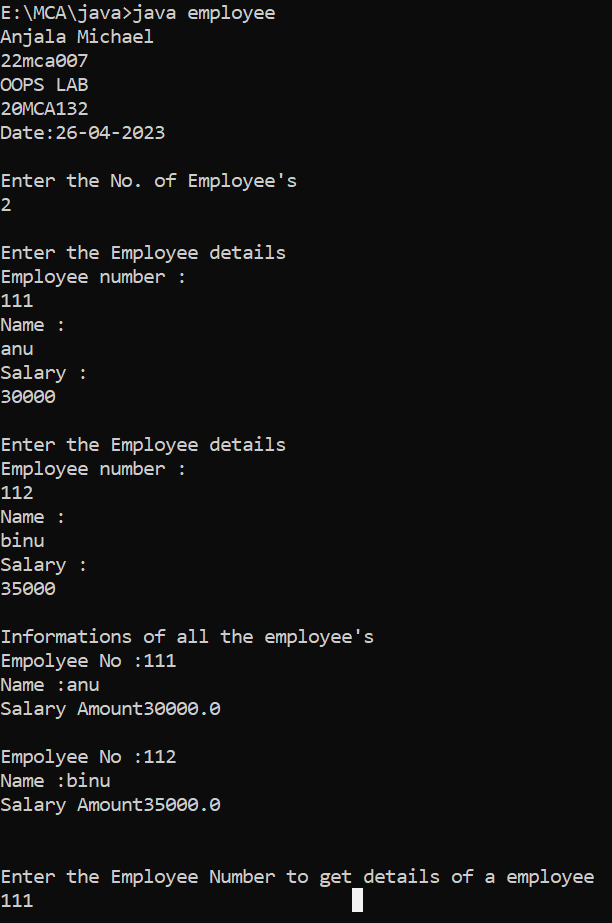 E:\MCA\java>java employee
Anjala Michael
22mca007
OOPS LAB
20MCA132
Date:26-04-2023
Enter the No. of Employee's
2
Enter the Employee details
Employee number :
111
Name :
anu
Salary :
30000
Enter the Employee details
Employee number :
112
Name :
binu
Salary :
35000
Informations of all the employee's
Empolyee No :111
Name :anu
Salary Amount30000.0
Empolyee No :112
Name :binu
Salary Amount35000.0
Enter the Employee Number to get details of a employee
111